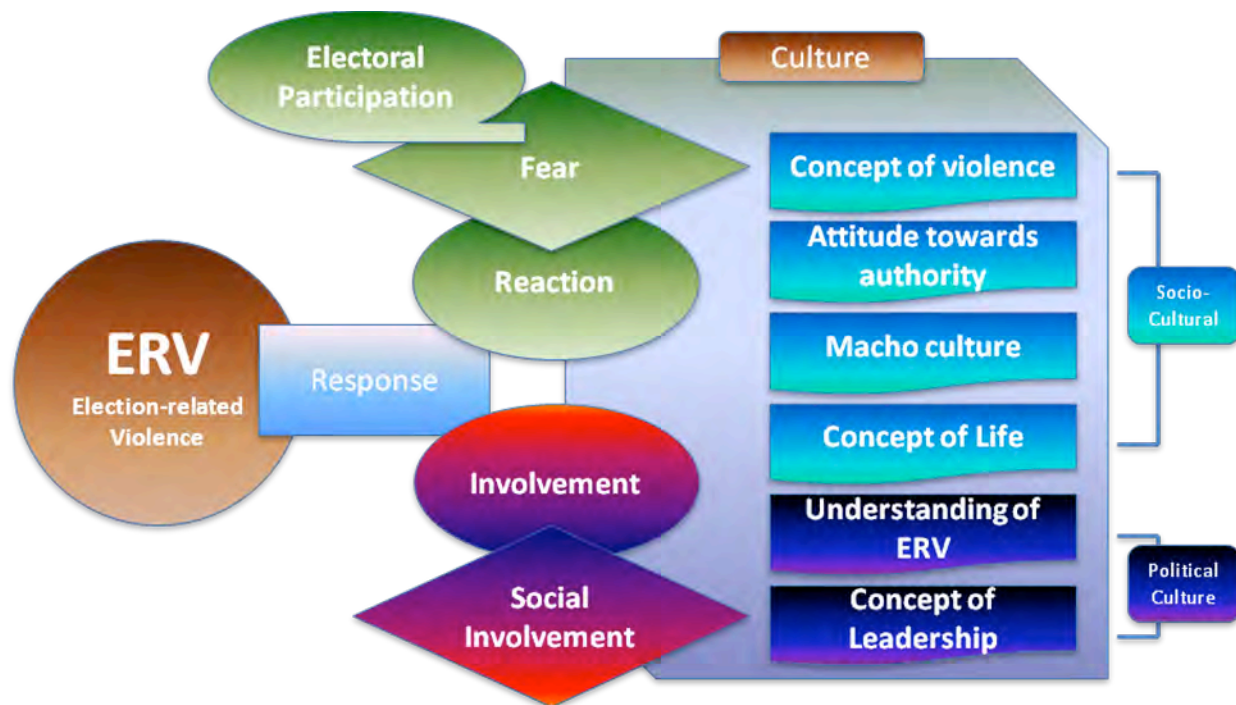 Electoral
Participation
Culture
Fear
Concept of violence
Attitude towards
authority
Reaction
Socio-
Cultural
ERV
Election-related
Violence
Response
Macho culture
Concept of Life
Involvement
Understanding of
ERV
Political
Culture
Social
Involvement
Concept of
Leadership